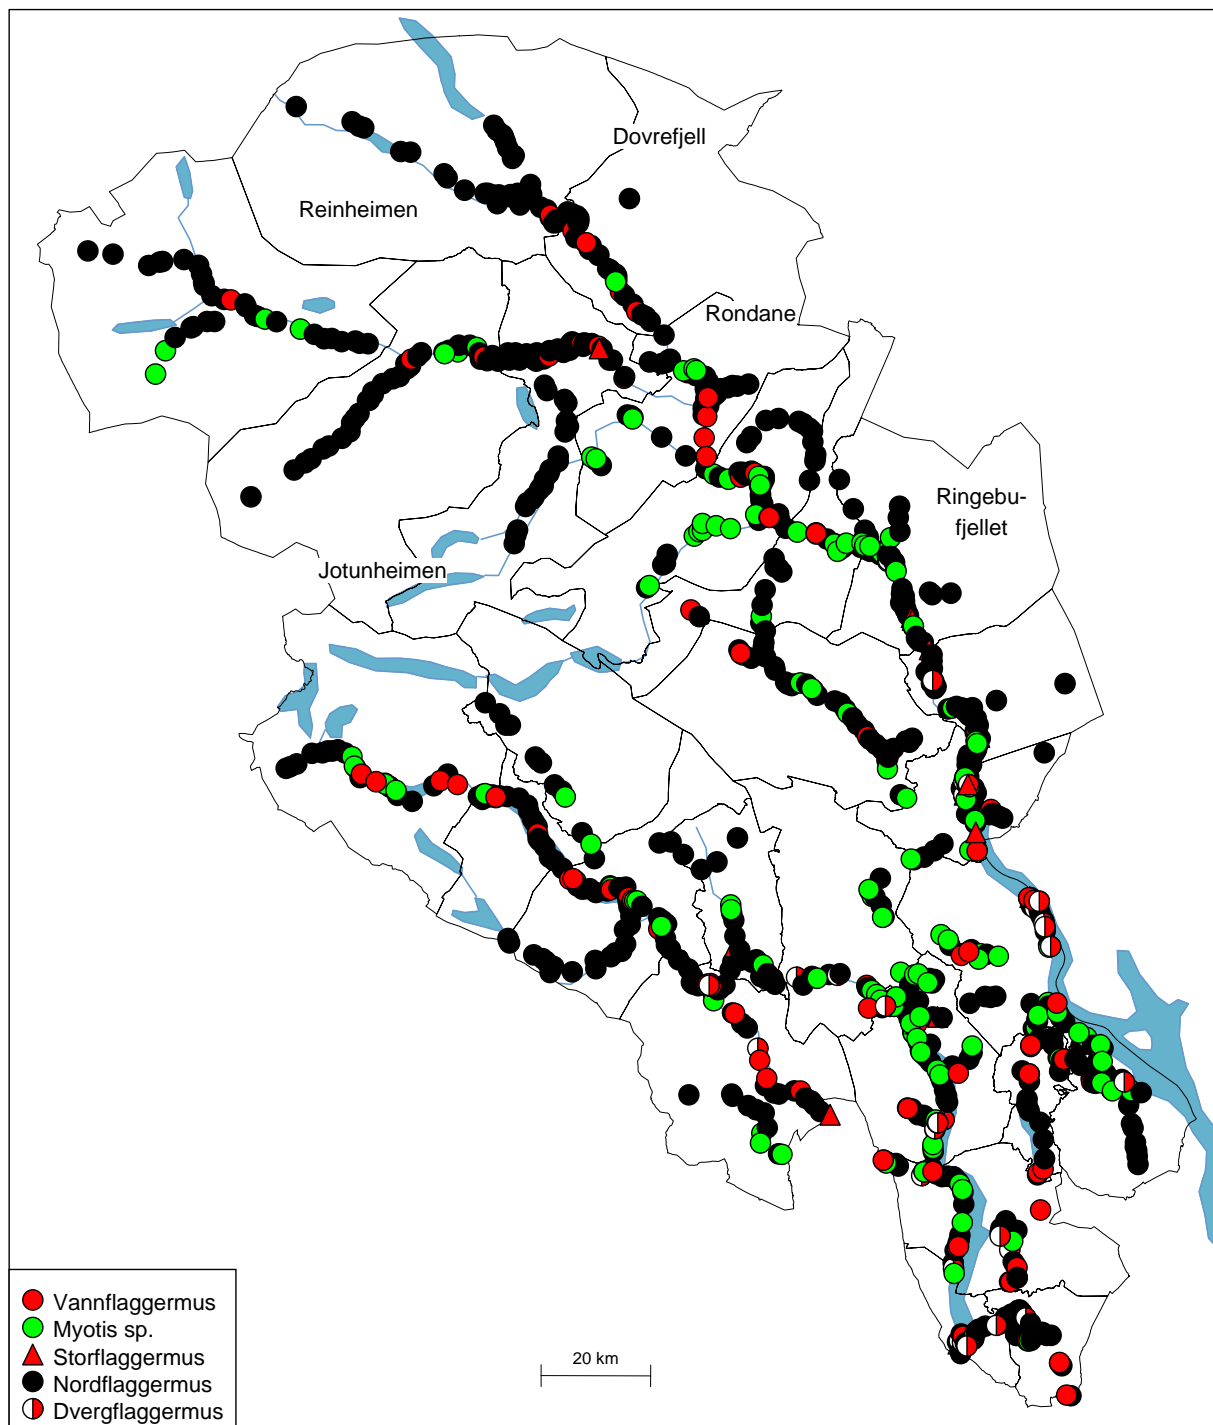 Dovrefjell
Reinheimen
Rondane
Ringebu-
fjellet
Jotunheimen
Vannflaggermus
Myotis sp.
Storflaggermus
Nordflaggermus
Dvergflaggermus
20 km